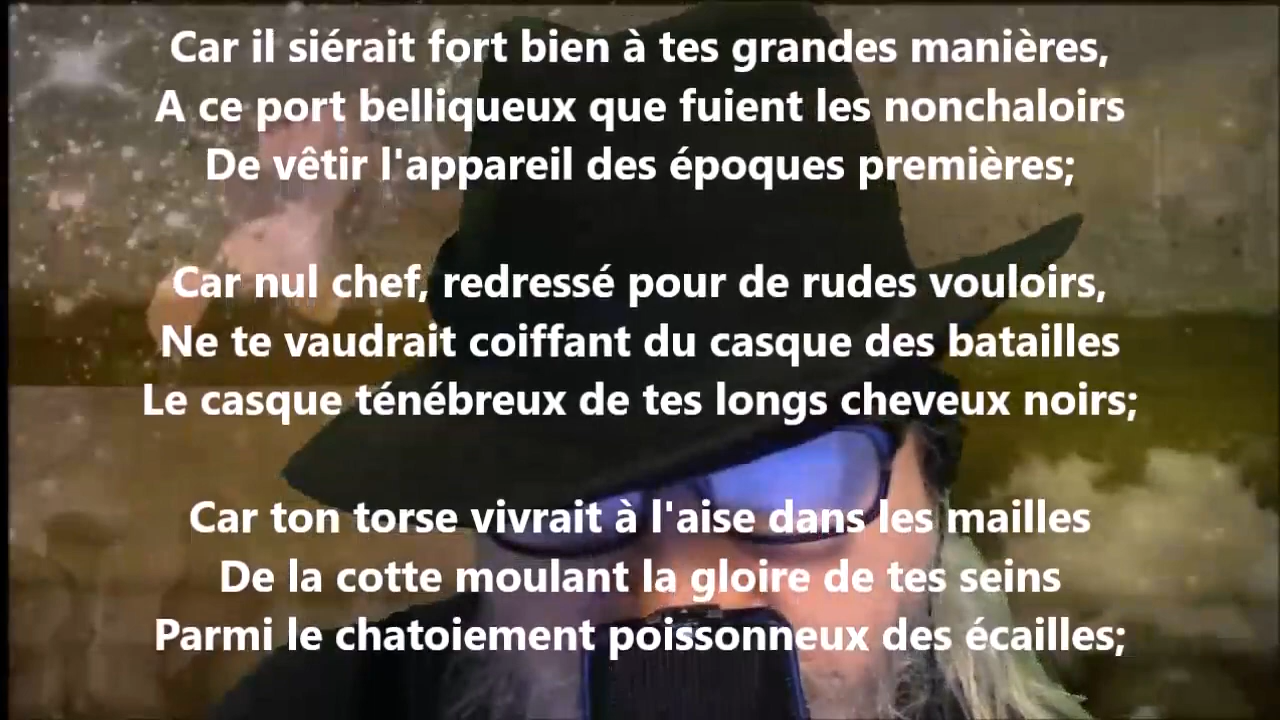 Car il siérait fort bien à tes grandes manières,
A ce port belliqueux que fuient les nonchaloirs
De vêtir l'appareil des époques premières;
Car nul chef, redressé pour de rudes vouloirs,
Ne te vaudrait coiffant du casque des batailles
Le casque ténébreux de tes longs cheveux noirs;
Car ton torse vivrait à l'aise dans les mailles
De la cotte moulant la gloire de tes seins
Parmi le chatoiement poissonneux des écailles;